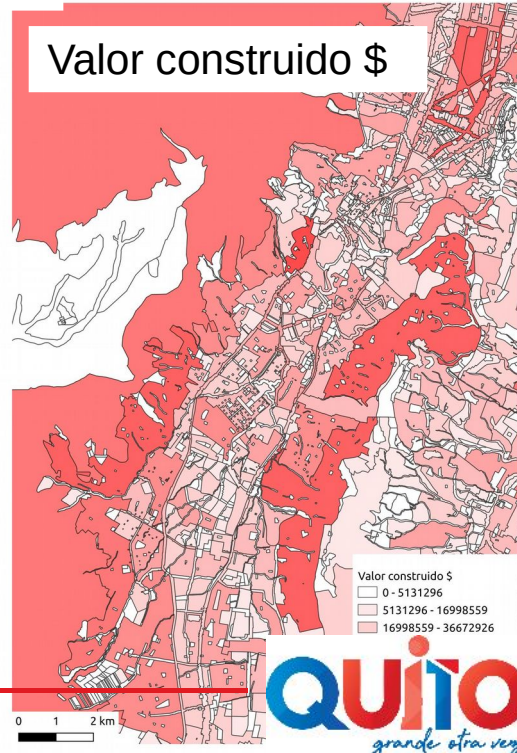 Valor construido $
Valor construido $
0 - 5131296
5131296 - 16998559
16998559 - 36672926
0 1 2 km
QUITO
grande otra vez